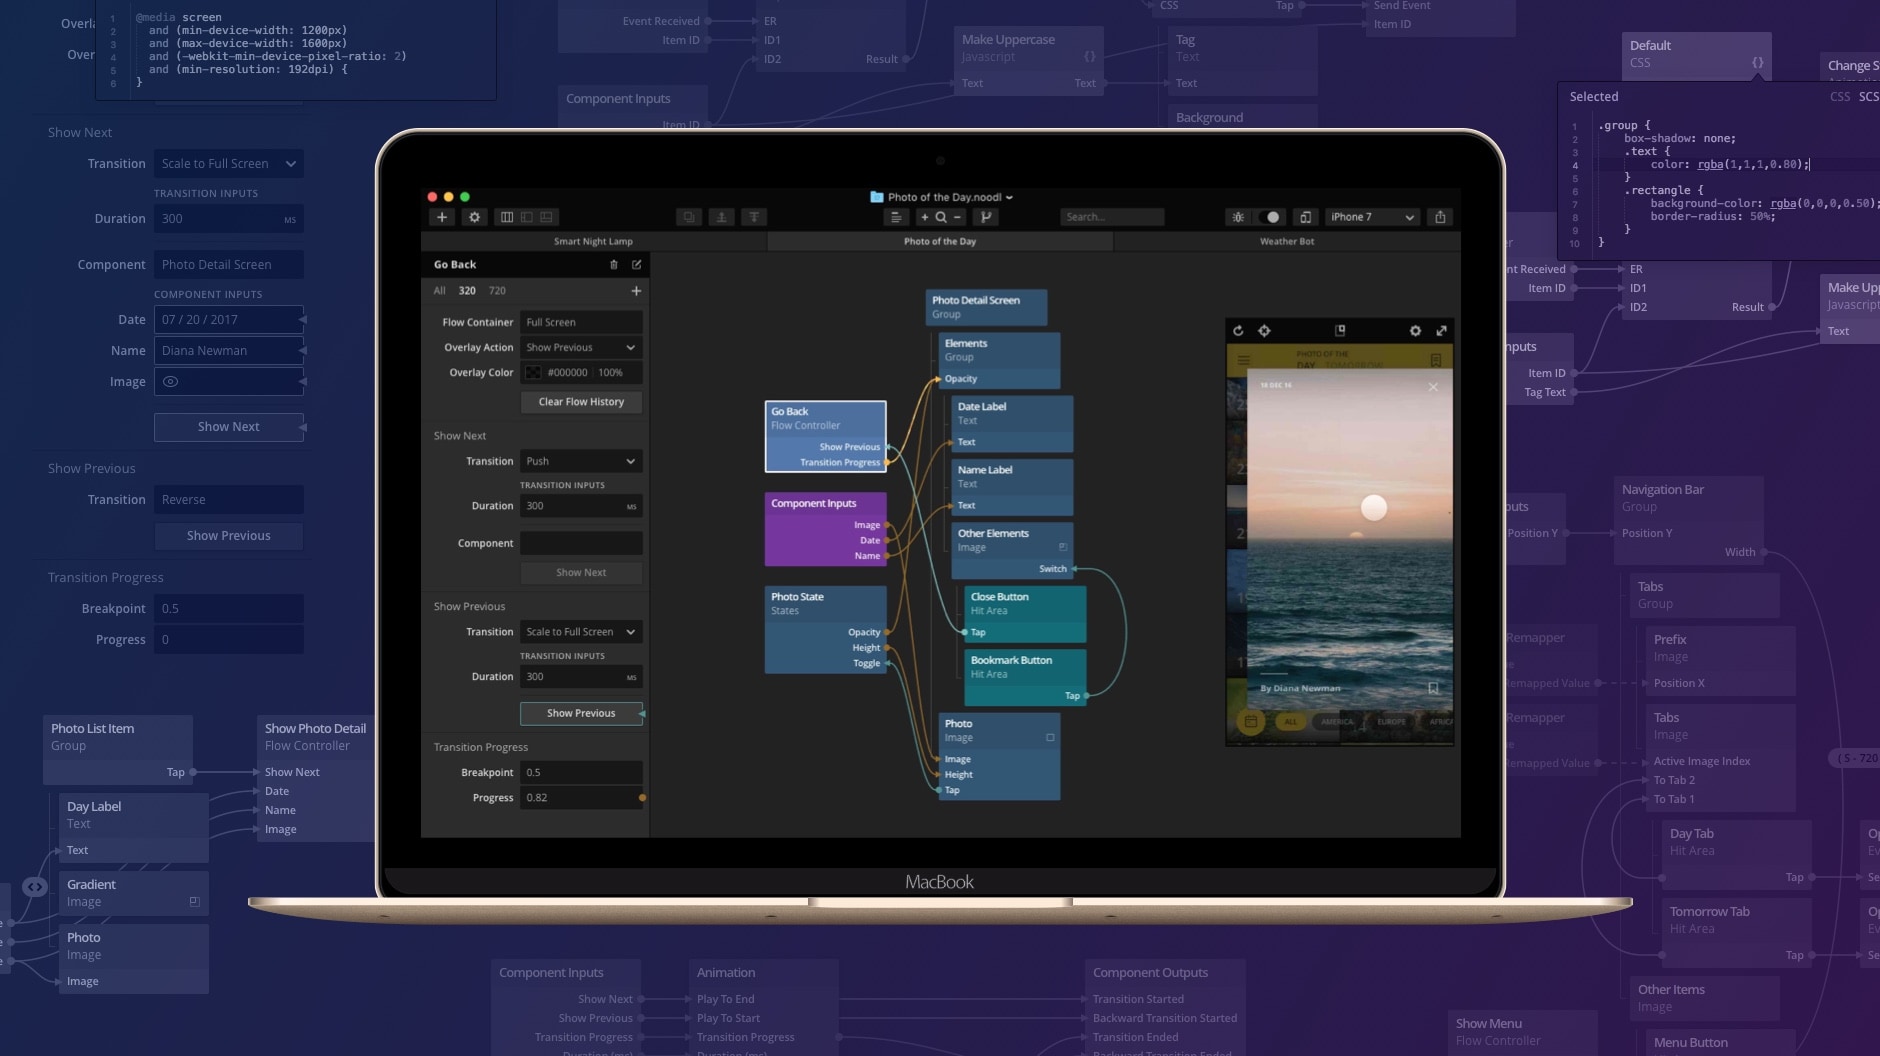 Overla
Over
1 @media screen
2 and (min-device-width: 1200px)
3 and (max-device-width: 1600px)
4 and (-webkit-min-device-pixel-ratio: 2)
5 and (min-resolution: 192dpi) {
6 }
Show Next
Transition Scale to Full Screen
TRANSITION INPUTS
Duration 300 MS
Component Photo Detail Screen
COMPONENT INPUTS
Date 07 / 20 / 2017
Name Diana Newman
Image
Show Next
Show Previous
Transition Reverse
Show Previous
Transition Progress
Breakpoint 0.5
Progress 0
Photo List Item
Group
Tap
Day Label
Text
Text
Gradient
Image
Photo
Image
Image
Show Photo Detail
Flow Controller
Show Next
Date
Name
Image
Event Received
Item ID
ER
ID1
ID2
Result
Component Inputs
Item ID
Make Uppercase
Javascript {}
Text Text
CSS Tap
Tag
Text
Text
Background
Send Event
Item ID
Default
CSS {}
Change S
Selected CSS SCS
1 .group {
2 box-shadow: none;
3 .text {
4 color: rgba(1,1,1,0.80);
5 }
6 .rectangle {
7 background-color: rgba(0,0,0,0.50);
8 border-radius: 50%;
9 }
10 }
nt Received
Item ID
ER
ID1
ID2
Result
Make Upp
Javascript
Text
nputs
Item ID
Tag Text
Photo of the Day.noodl
Search...
iPhone 7
Smart Night Lamp
Photo of the Day
Weather Bot
Go Back
All 320 720
Flow Container Full Screen
Overlay Action Show Previous
Overlay Color #000000 100%
Clear Flow History
Show Next
Transition Push
TRANSITION INPUTS
Duration 300 MS
Component
Show Next
Show Previous
Transition Scale to Full Screen
TRANSITION INPUTS
Duration 300 MS
Show Previous
Transition Progress
Breakpoint 0.5
Progress 0.82
Go Back
Flow Controller
Show Previous
Transition Progress
Component Inputs
Image
Date
Name
Photo State
States
Opacity
Height
Toggle
Photo Detail Screen
Group
Elements
Group
Opacity
Date Label
Text
Text
Name Label
Text
Text
Other Elements
Image
Switch
Close Button
Hit Area
Tap
Bookmark Button
Hit Area
Tap
Photo
Image
Image
Height
Tap
PHOTO OF THE
DAY TOMORROW
16 DEC 16
By Diana Newman
ALL AMERICA EUROPE AFRICA
MacBook
puts
Position Y
Navigation Bar
Group
Position Y
Width
Tabs
Group
Remapper
Remapped Value
Prefix
Image
Position X
Remapper
Remapped Value
Tabs
Image
Active Image Index
To Tab 2
To Tab 1
( S - 720
Day Tab
Hit Area
Tap
Tomorrow Tab
Hit Area
Tap
Other Items
Image
Show Menu
Flow Controller
Menu Button
Component Inputs
Show Next
Show Previous
Transition Progress
Duration (ms)
Animation
Play To End
Play To Start
Transition Progress
Duration (ms)
Component Outputs
Transition Started
Backward Transition Started
Transition Ended
Backward Transition Ended